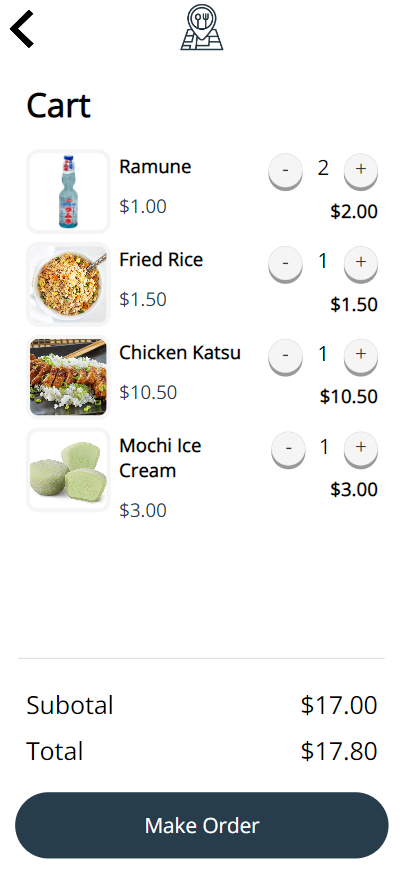 Cart
Ramune
- 2 +
$1.00
$2.00
Fried Rice
- 1 +
$1.50
$1.50
Chicken Katsu
- 1 +
$10.50
$10.50
Mochi Ice
Cream
- 1 +
$3.00
$3.00
Subotal $17.00
Total $17.80
Make Order